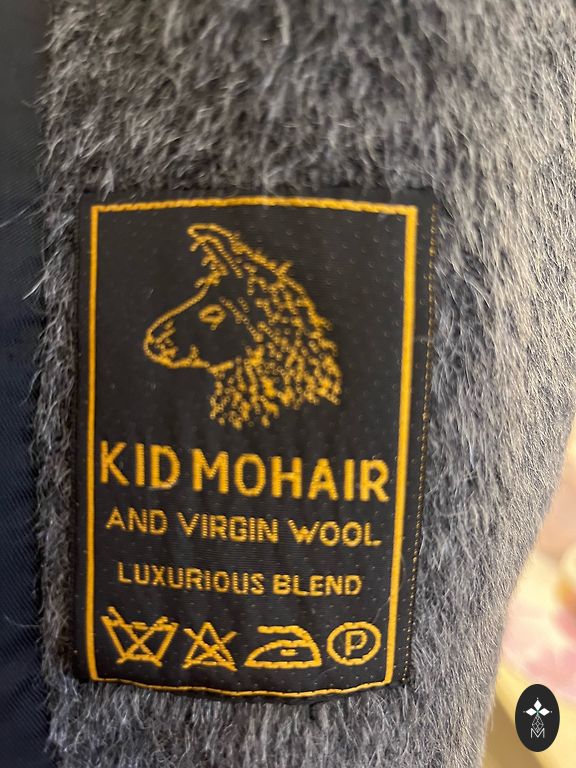 KID MOHAIR
AND VIRGIN WOOL
LUXURIOUS BLEND
P
M